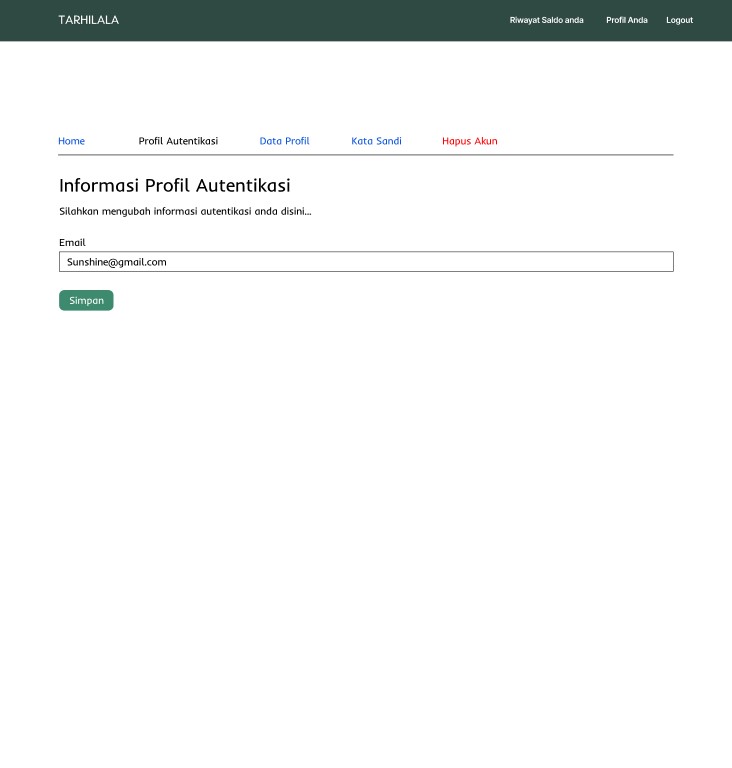 TARHILALA Riwayat Saldo anda Profil Anda Logout
Home Profil Autentikasi Data Profil Kata Sandi Hapus Akun
Informasi Profil Autentikasi
Silahkan mengubah informasi autentikasi anda disini...
Email
Sunshine@gmail.com
Simpan